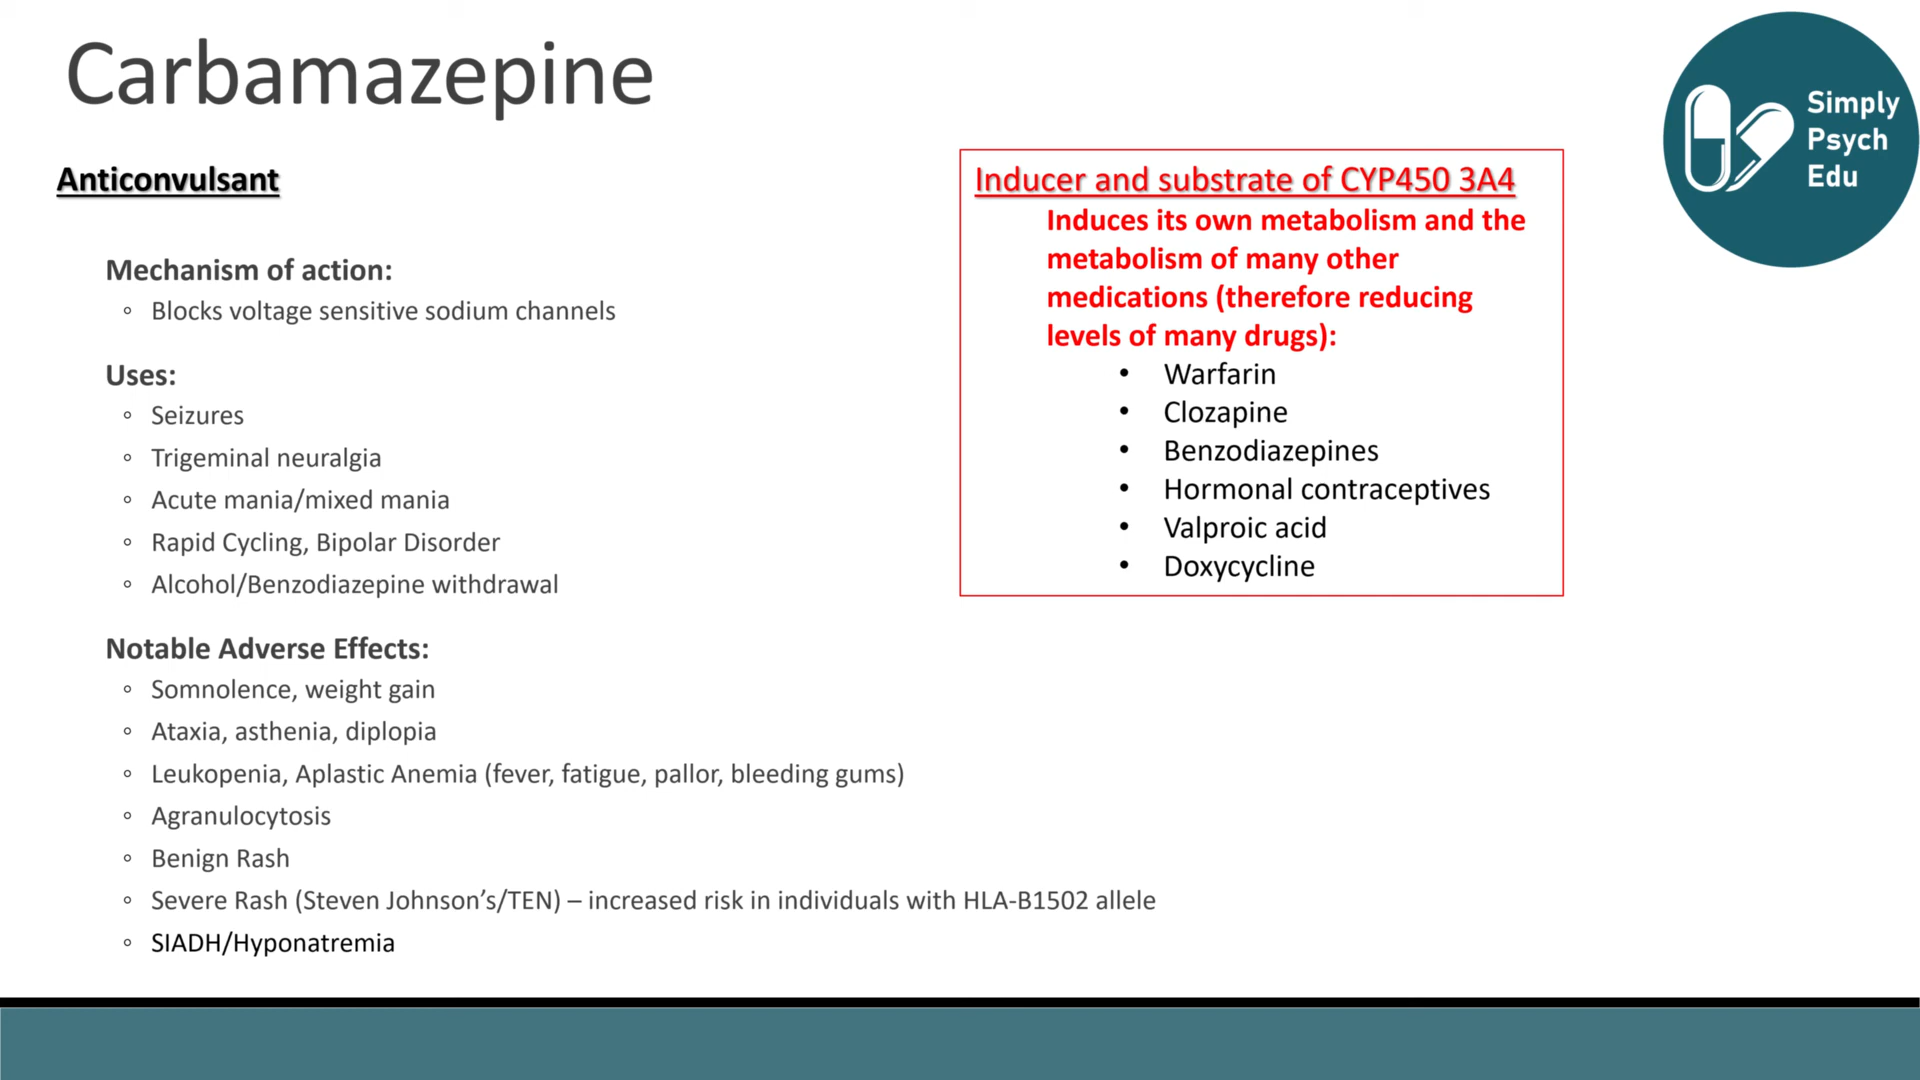 Carbamazepine
Anticonvulsant
Mechanism of action:
◦ Blocks voltage sensitive sodium channels
Uses:
◦ Seizures
◦ Trigeminal neuralgia
◦ Acute mania/mixed mania
◦ Rapid Cycling, Bipolar Disorder
◦ Alcohol/Benzodiazepine withdrawal
Notable Adverse Effects:
◦ Somnolence, weight gain
◦ Ataxia, asthenia, diplopia
◦ Leukopenia, Aplastic Anemia (fever, fatigue, pallor, bleeding gums)
◦ Agranulocytosis
◦ Benign Rash
◦ Severe Rash (Steven Johnson’s/TEN) – increased risk in individuals with HLA-B1502 allele
◦ SIADH/Hyponatremia
Inducer and substrate of CYP450 3A4
Induces its own metabolism and the
metabolism of many other
medications (therefore reducing
levels of many drugs):
• Warfarin
• Clozapine
• Benzodiazepines
• Hormonal contraceptives
• Valproic acid
• Doxycycline
Simply
Psych
Edu